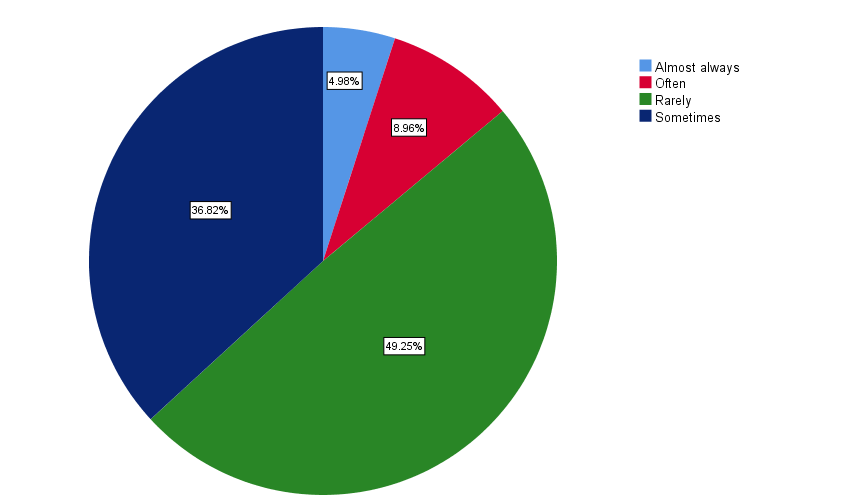 4.98%
8.96%
36.82%
49.25%
Almost always
Often
Rarely
Sometimes